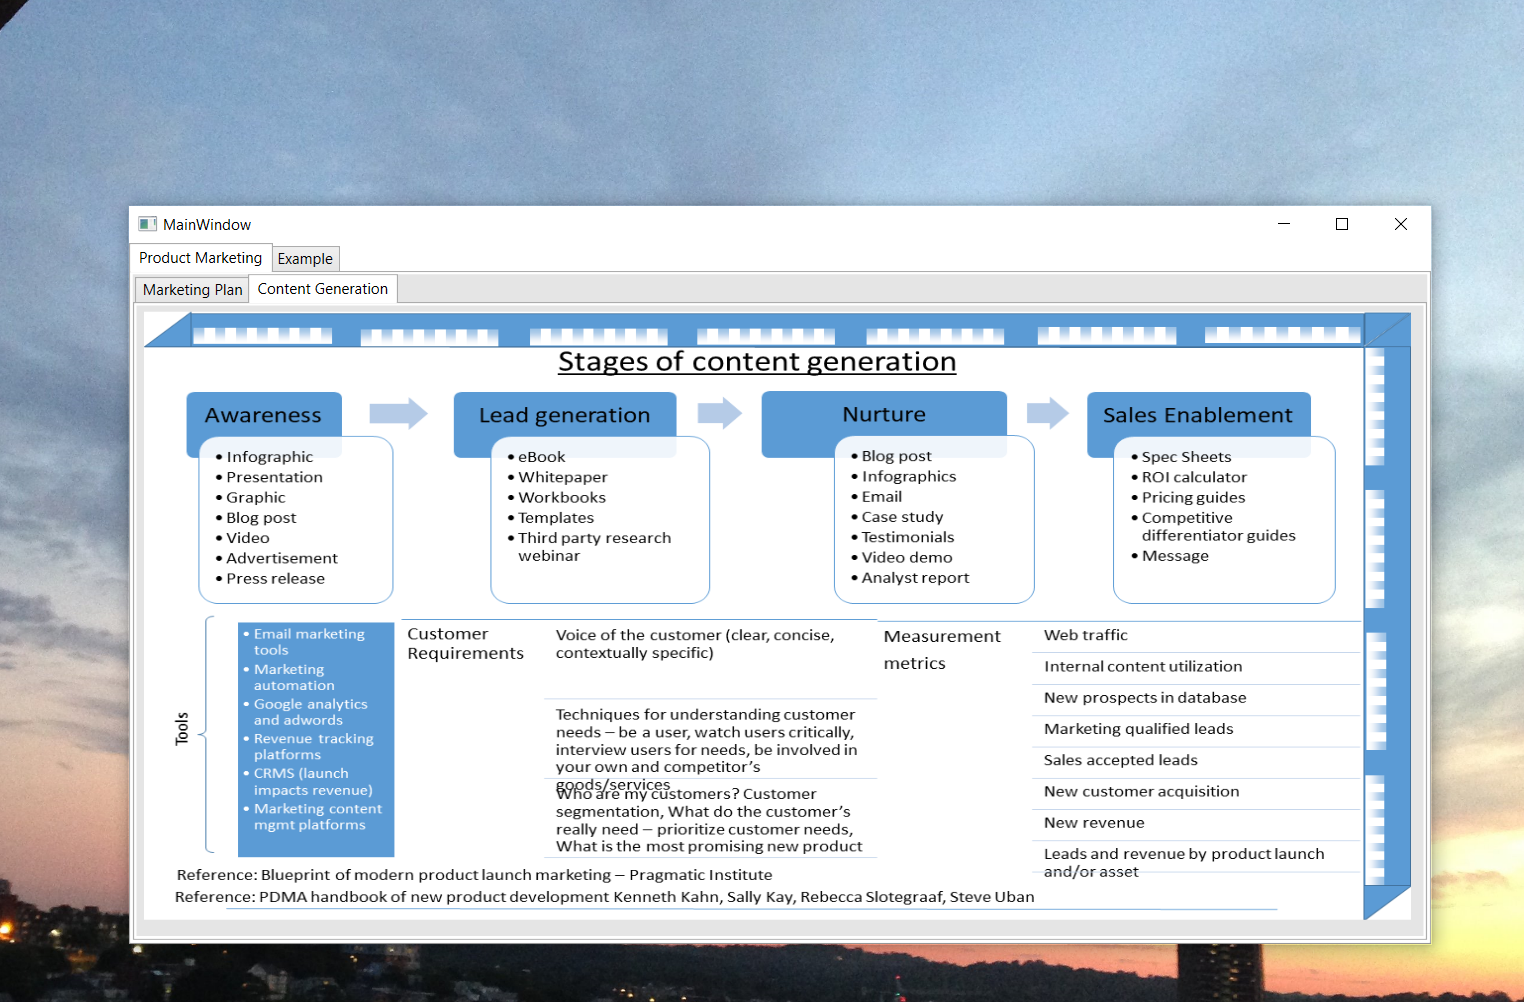 MainWindow
Product Marketing Example
Marketing Plan Content Generation
Stages of content generation
Awareness
• Infographic
• Presentation
• Graphic
• Blog post
• Video
• Advertisement
• Press release
Lead generation
• eBook
• Whitepaper
• Workbooks
• Templates
• Third party research
webinar
Nurture
• Blog post
• Infographics
• Email
• Case study
• Testimonials
• Video demo
• Analyst report
Sales Enablement
• Spec Sheets
• ROI calculator
• Pricing guides
• Competitive
differentiator guides
• Message
Tools
• Email marketing
tools
• Marketing
automation
• Google analytics
and adwords
• Revenue tracking
platforms
• CRMS (launch
impacts revenue)
• Marketing content
mgmt platforms
Customer
Requirements
Voice of the customer (clear, concise,
contextually specific)
Techniques for understanding customer
needs – be a user, watch users critically,
interview users for needs, be involved in
your own and competitor’s
goods/services
Who are my customers? Customer
segmentation, What do the customer’s
really need – prioritize customer needs,
What is the most promising new product
Measurement
metrics
Web traffic
Internal content utilization
New prospects in database
Marketing qualified leads
Sales accepted leads
New customer acquisition
New revenue
Leads and revenue by product launch
and/or asset
Reference: Blueprint of modern product launch marketing – Pragmatic Institute
Reference: PDMA handbook of new product development Kenneth Kahn, Sally Kay, Rebecca Slotegraaf, Steve Uban